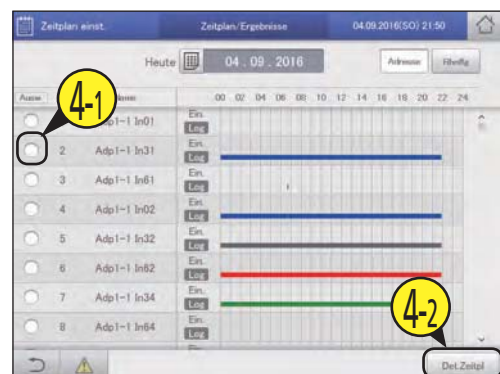 Zeitplan einst. Zeitplan/Ergebnisse 04.09.2016(SO) 21:50
Heute 04 . 09 . 2016 Adresse
Ausw 00 02 04 06 08 10 12 14 16 18 20 22 24
4-1
Adp1-1 In01 Ein.
Log
2 Adp1-1 In31 Ein.
Log
3 Adp1-1 In61 Ein.
Log
4 Adp1-1 In02 Ein.
Log
5 Adp1-1 In32 Ein.
Log
6 Adp1-1 In62 Ein.
Log
7 Adp1-1 In34 Ein.
Log
8 Adp1-1 In64 Ein.
Log
4-2
Det.Zeitpl